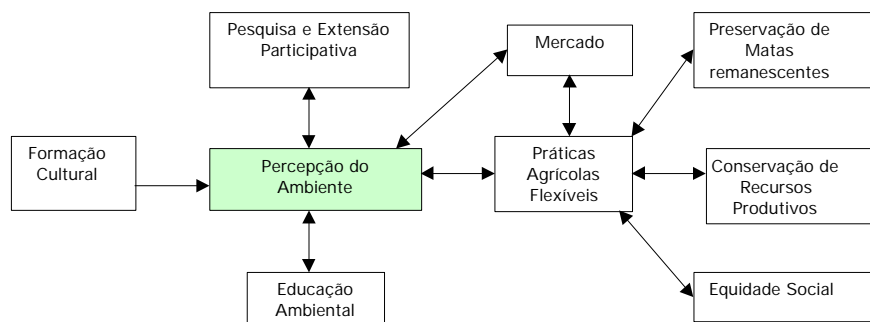 Pesquisa e Extensão
Participativa
Mercado
Preservação de
Matas
remanescentes
Formação
Cultural
Percepção do
Ambiente
Práticas
Agrícolas
Flexíveis
Conservação de
Recursos
Produtivos
Educação
Ambiental
Equidade Social